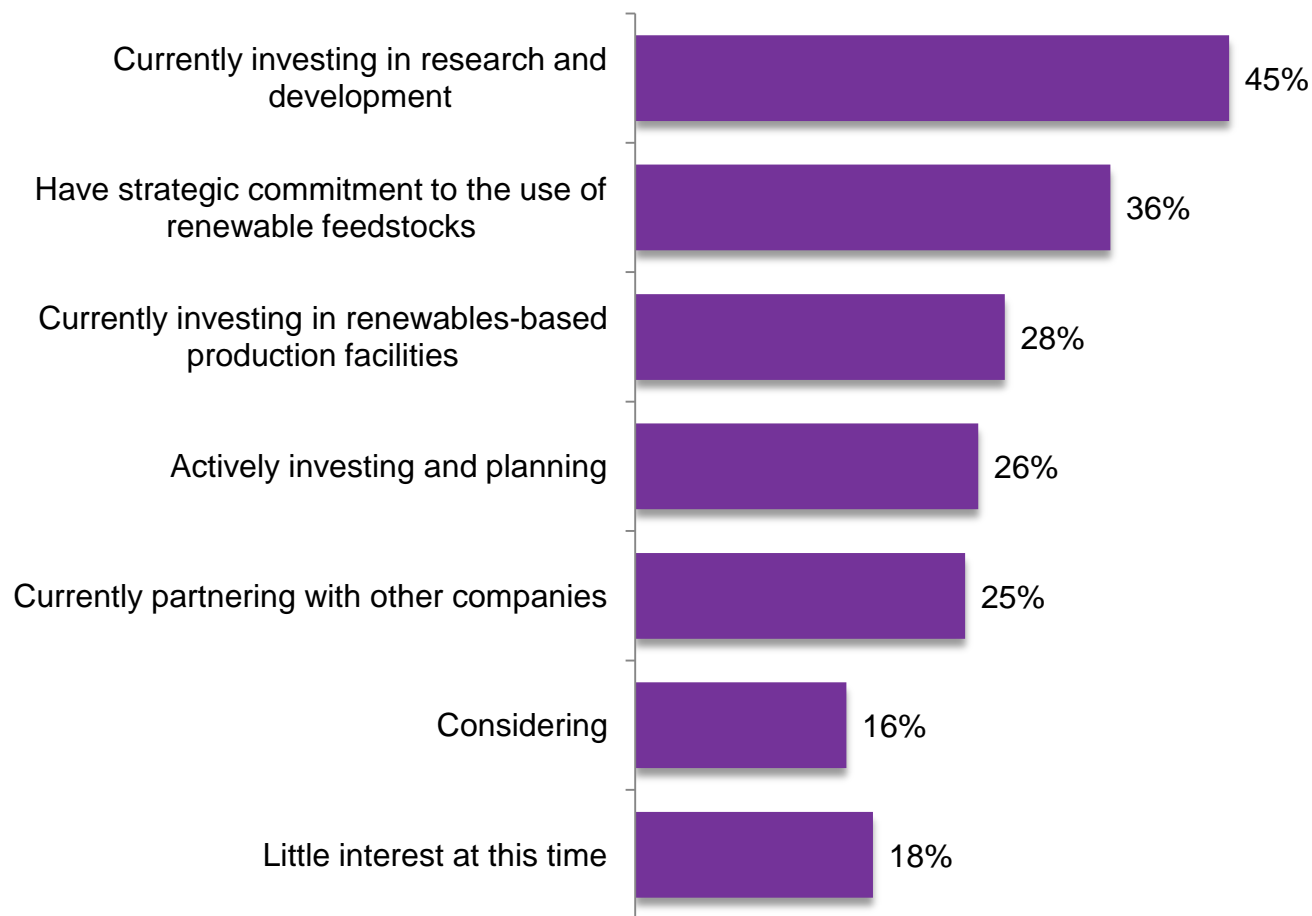 Currently investing in research and
development
45%
Have strategic commitment to the use of
renewable feedstocks
36%
Currently investing in renewables-based
production facilities
28%
Actively investing and planning
26%
Currently partnering with other companies
25%
Considering
16%
Little interest at this time
18%